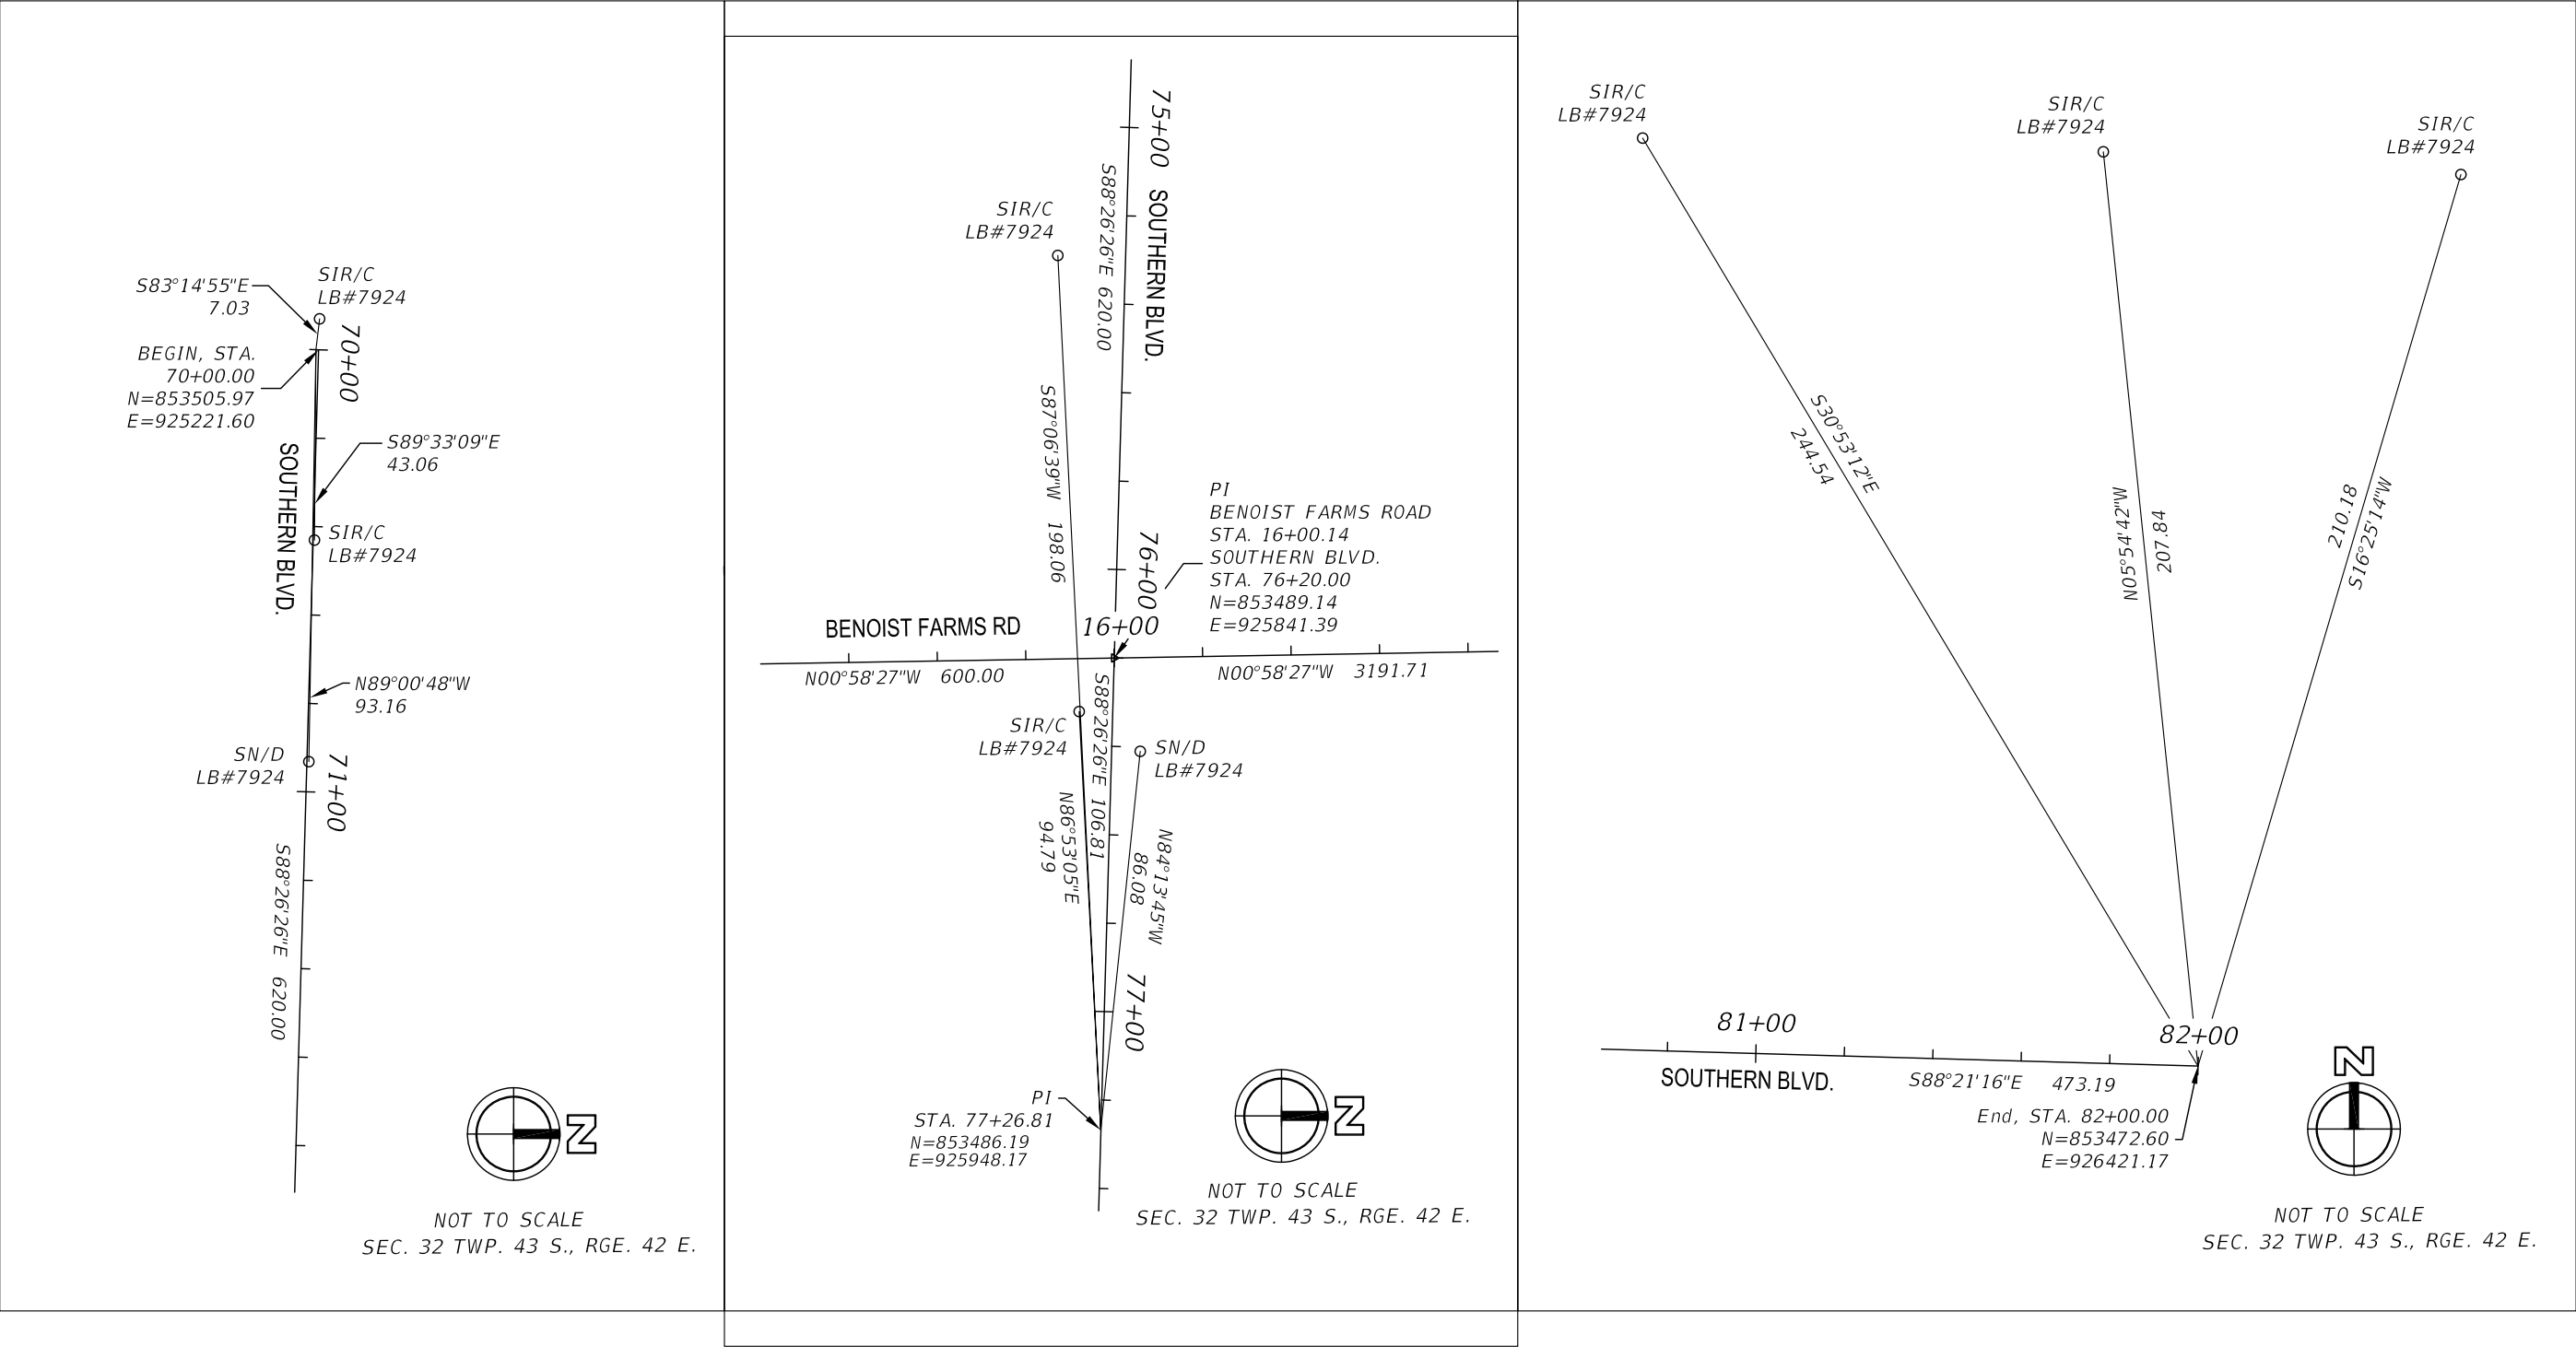 SIR/C
LB#7924
S83°14'55"E
7.03
70+00
BEGIN, STA.
70+00.00
N=853505.97
E=925221.60
SOUTHERN BLVD.
S89°33'09"E
43.06
SIR/C
LB#7924
N89°00'48"W
93.16
SN/D
LB#7924
71+00
S88°26'26"E 620.00
N
NOT TO SCALE
SEC. 32 TWP. 43 S., RGE. 42 E.
75+00
SOUTHERN BLVD.
S88°26'26"E 620.00
SIR/C
LB#7924
S87°06'39"W 198.06
76+00
PI
BENOIST FARMS ROAD
STA. 16+00.14
SOUTHERN BLVD.
STA. 76+20.00
N=853489.14
E=925841.39
BENOIST FARMS RD
16+00
N00°58'27"W 600.00
N00°58'27"W 3191.71
SIR/C
LB#7924
S88°26'26"E 106.81
SN/D
LB#7924
N86°53'05"E
94.79
N84°13'45"W
86.08
77+00
PI
STA. 77+26.81
N=853486.19
E=925948.17
N
NOT TO SCALE
SEC. 32 TWP. 43 S., RGE. 42 E.
SIR/C
LB#7924
SIR/C
LB#7924
SIR/C
LB#7924
S30°53'12"E
244.54
N05°54'42"W
207.84
210.18
S16°25'14"W
81+00
82+00
SOUTHERN BLVD.
S88°21'16"E 473.19
End, STA. 82+00.00
N=853472.60
E=926421.17
N
NOT TO SCALE
SEC. 32 TWP. 43 S., RGE. 42 E.